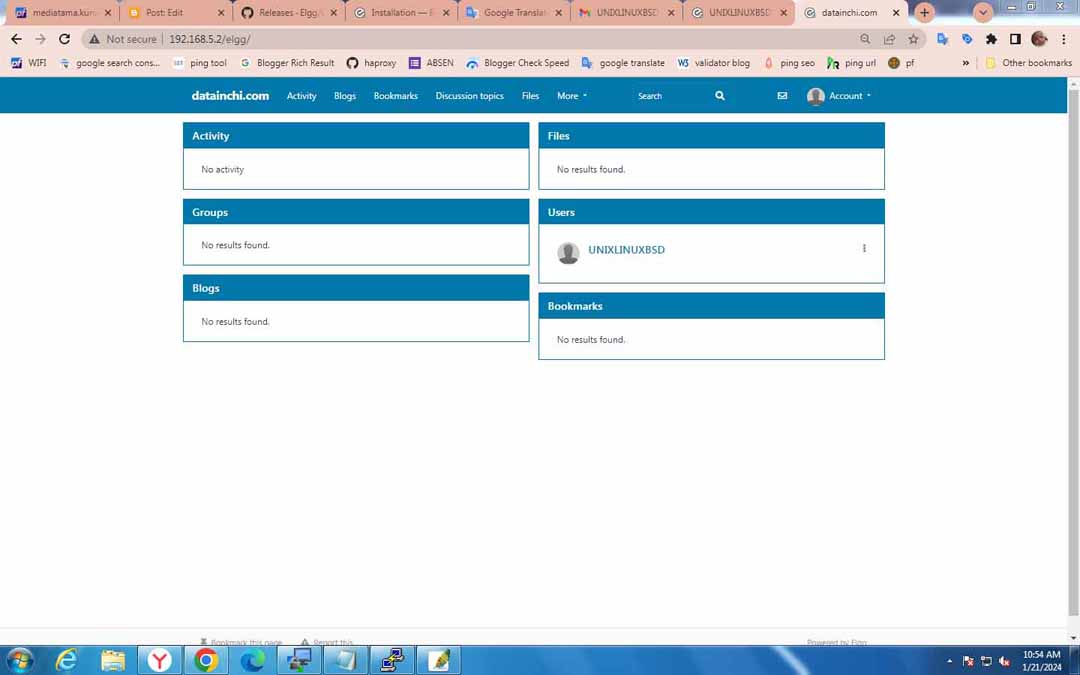 mediatama.kur
Post: Edit
Releases · Elgg/
Installation — E
Google Transla
UNIXLINUXBSD
UNIXLINUXBSD
datainchi.com
Not secure
192.168.5.2/elgg/
WIFI
google search cons...
ping tool
Blogger Rich Result
haproxy
ABSEN
Blogger Check Speed
google translate
validator blog
ping seo
ping url
pf
»
Other bookmarks
datainchi.com
Activity
Blogs
Bookmarks
Discussion topics
Files
More
Search
Account
Activity
No activity
Files
No results found.
Groups
No results found.
Users
UNIXLINUXBSD
Blogs
No results found.
Bookmarks
No results found.
Bookmark this page
Report this
Powered by Elgg
10:54 AM
1/21/2024